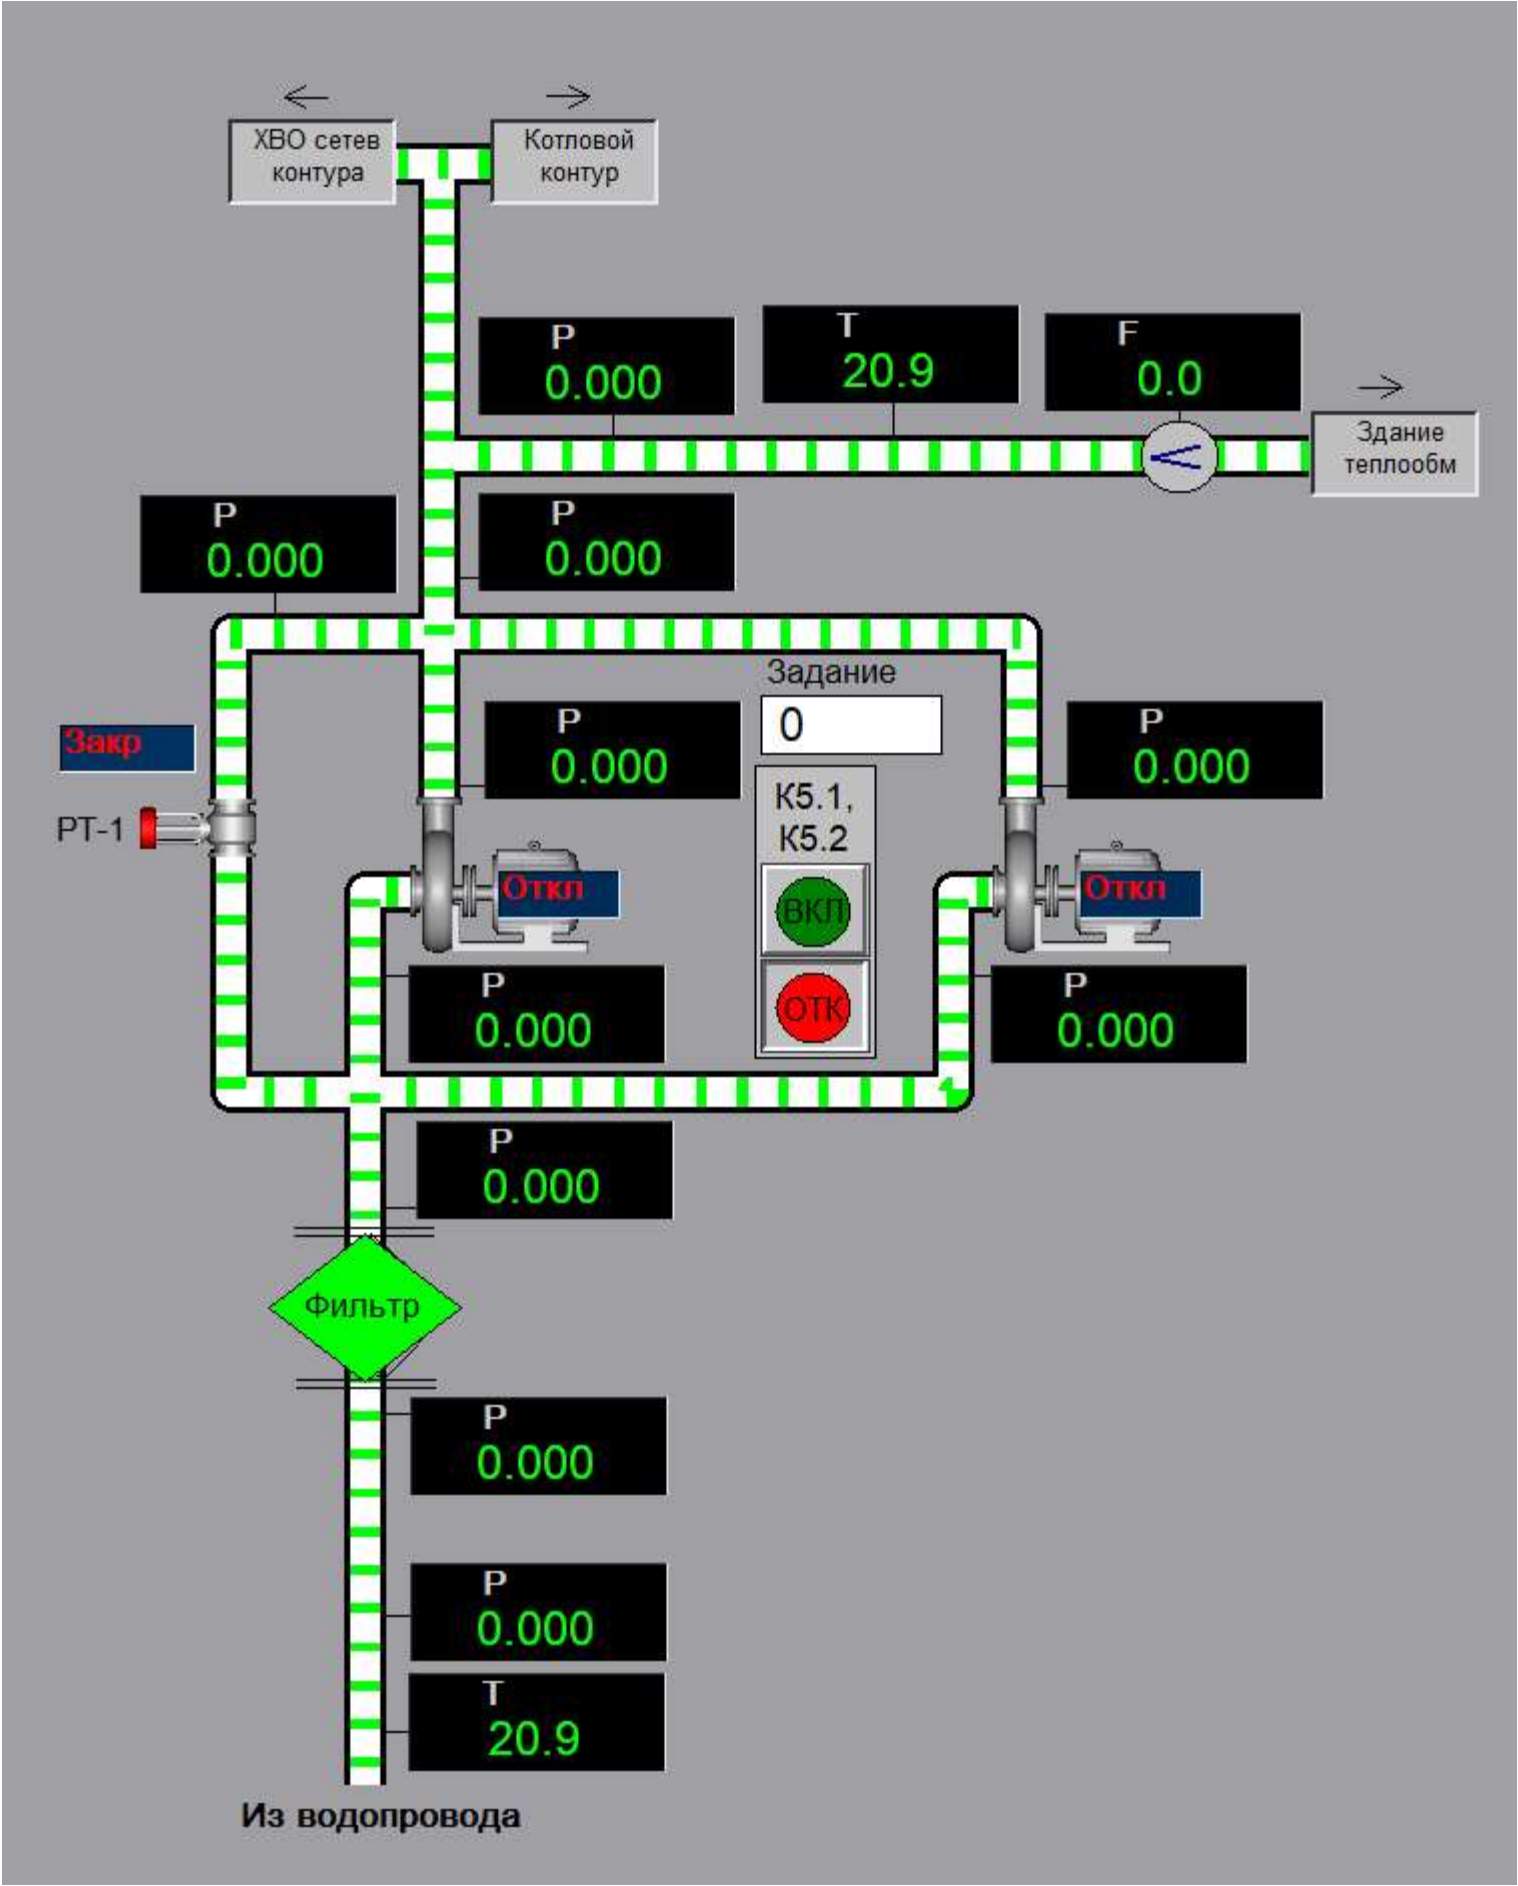 ХВО сетев
контура
Котловой
контур
P
0.000
T
20.9
F
0.0
Здание
теплообм
P
0.000
P
0.000
Задание
0
Закр
P
0.000
P
0.000
К5.1,
К5.2
РТ-1
Откл
ВКЛ
Откл
P
0.000
ОТК
P
0.000
P
0.000
Фильтр
P
0.000
P
0.000
T
20.9
Из водопровода